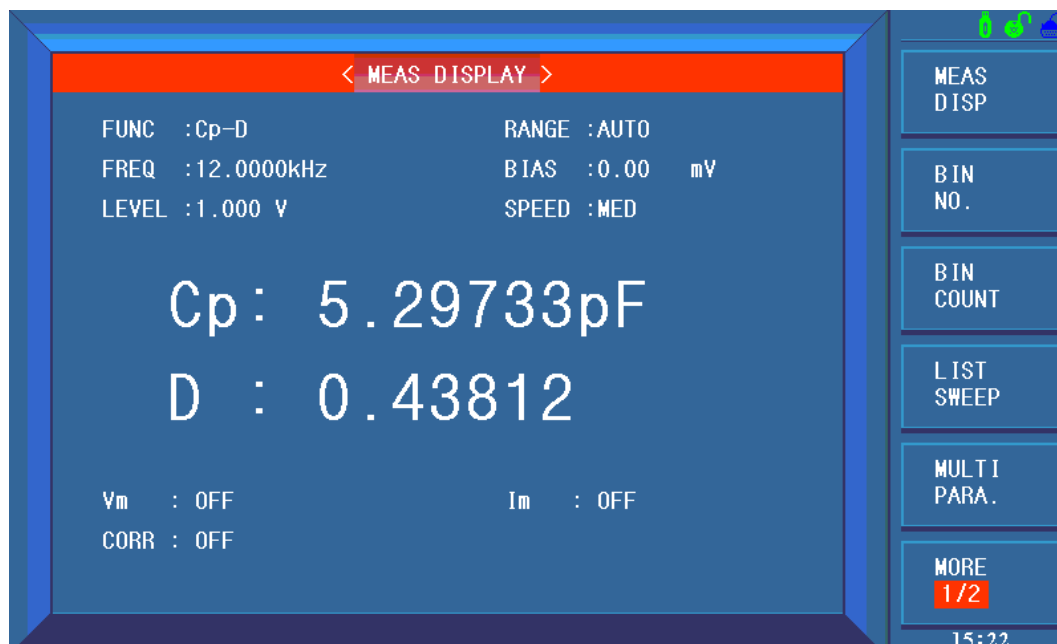 < MEAS DISPLAY >
FUNC :Cp-D RANGE :AUTO
FREQ :12.0000kHz BIAS :0.00 mV
LEVEL :1.000 V SPEED :MED
Cp: 5.29733pF
D : 0.43812
Vm : OFF Im : OFF
CORR : OFF
MEAS
DISP
BIN
NO.
BIN
COUNT
LIST
SWEEP
MULTI
PARA.
MORE
1/2
15:22